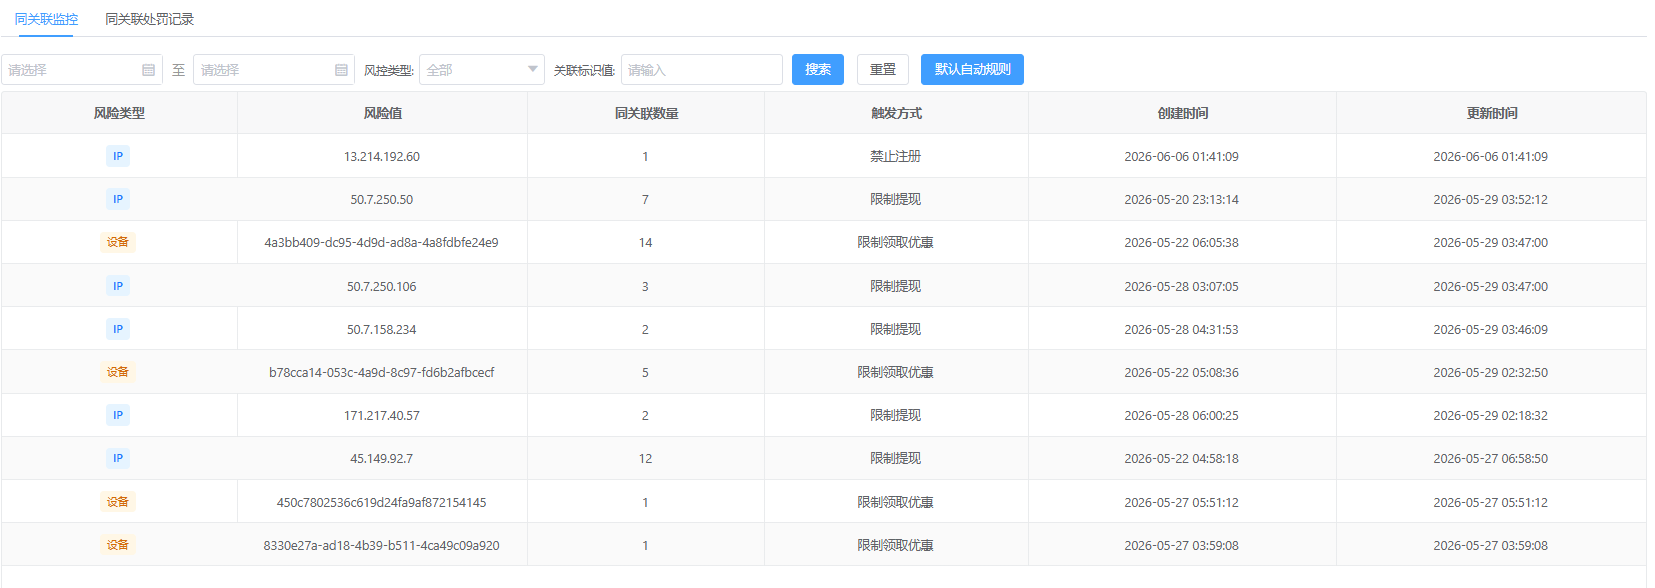 同关联监控 同关联处罚记录
请选择 至 请选择 风控类型: 全部 关联标识值: 请输入 搜索 重置 默认自动规则
风险类型 风险值 同关联数量 触发方式 创建时间 更新时间
IP 13.214.192.60 1 禁止注册 2026-06-06 01:41:09 2026-06-06 01:41:09
IP 50.7.250.50 7 限制提现 2026-05-20 23:13:14 2026-05-29 03:52:12
设备 4a3bb409-dc95-4d9d-ad8a-4a8fdbfe24e9 14 限制领取优惠 2026-05-22 06:05:38 2026-05-29 03:47:00
IP 50.7.250.106 3 限制提现 2026-05-28 03:07:05 2026-05-29 03:47:00
IP 50.7.158.234 2 限制提现 2026-05-28 04:31:53 2026-05-29 03:46:09
设备 b78cca14-053c-4a9d-8c97-fd6b2afbcecf 5 限制领取优惠 2026-05-22 05:08:36 2026-05-29 02:32:50
IP 171.217.40.57 2 限制提现 2026-05-28 06:00:25 2026-05-29 02:18:32
IP 45.149.92.7 12 限制提现 2026-05-22 04:58:18 2026-05-27 06:58:50
设备 450c7802536c619d24fa9af872154145 1 限制领取优惠 2026-05-27 05:51:12 2026-05-27 05:51:12
设备 8330e27a-ad18-4b39-b511-4ca49c09a920 1 限制领取优惠 2026-05-27 03:59:08 2026-05-27 03:59:08